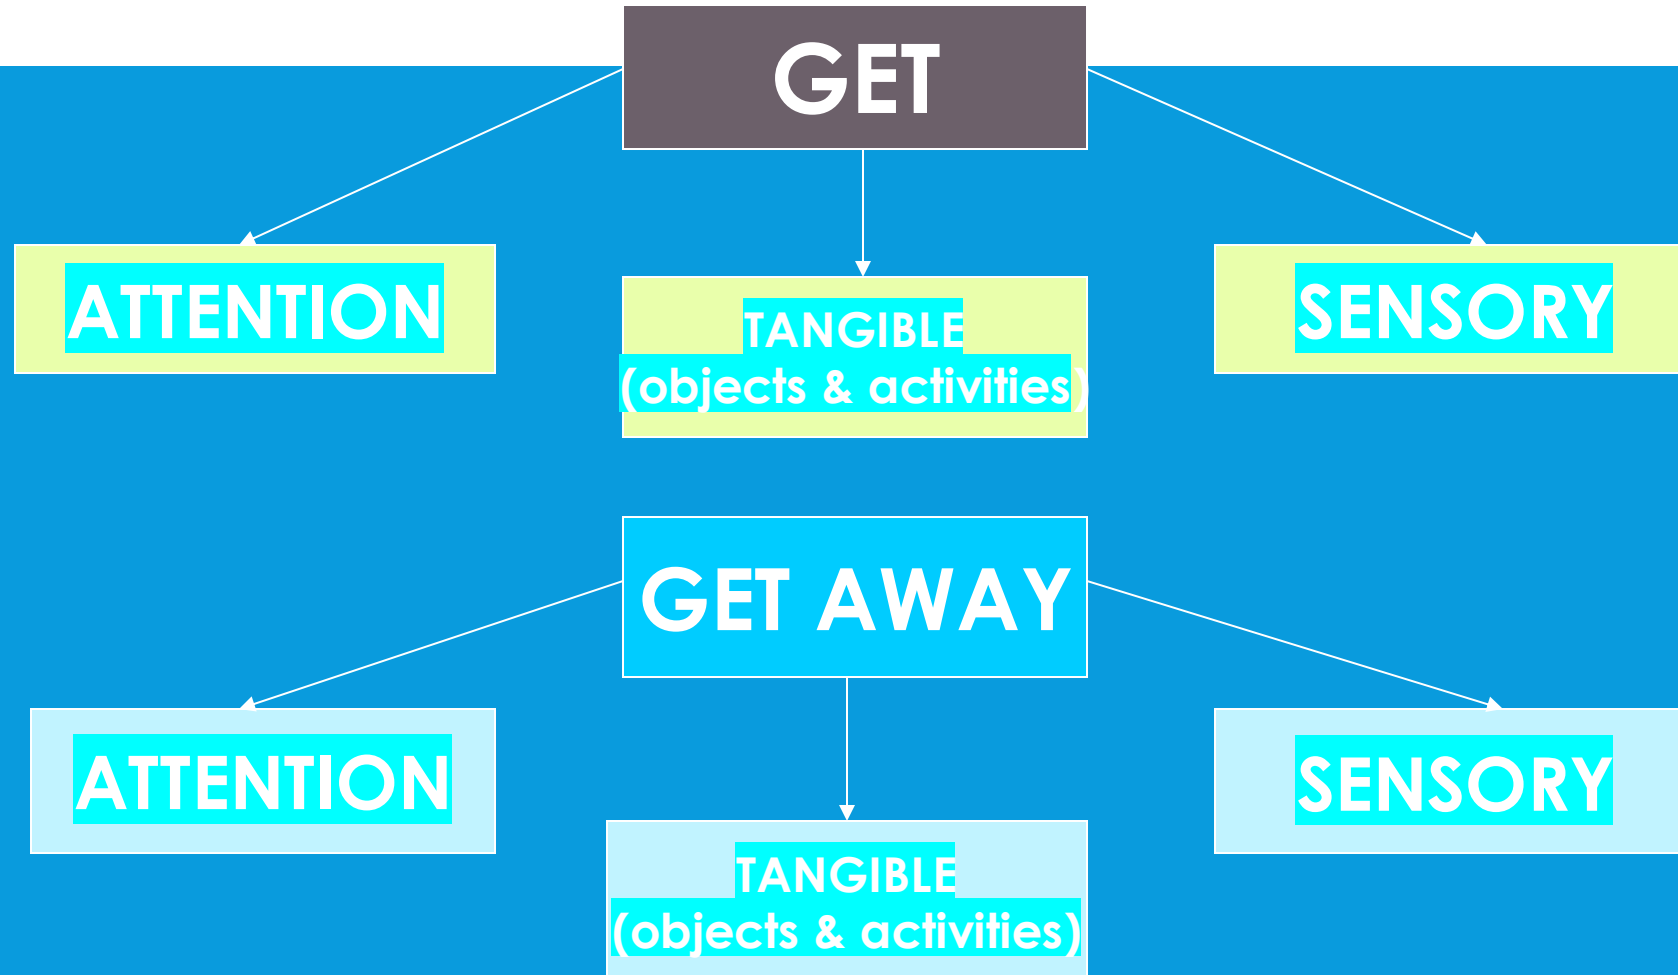 GET
ATTENTION
TANGIBLE
(objects & activities)
SENSORY
GET AWAY
ATTENTION
TANGIBLE
(objects & activities)
SENSORY